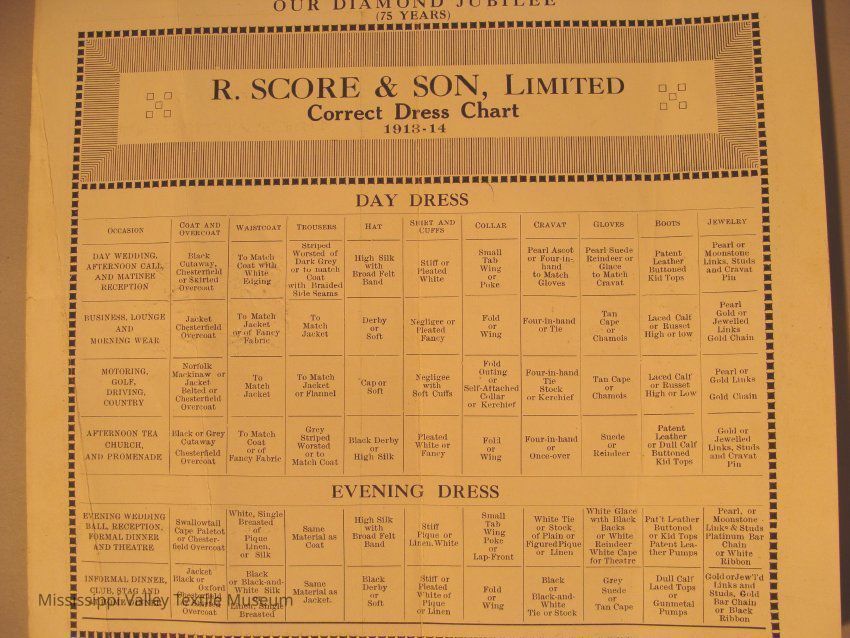 OUR DIAMOND JUBILEE
(75 YEARS)
R. SCORE & SON, LIMITED
Correct Dress Chart
1913-14
DAY DRESS
OCCASION
COAT AND
OVERCOAT
WAISTCOAT
TROUSERS
HAT
SHIRT AND
CUFFS
COLLAR
CRAVAT
GLOVES
BOOTS
JEWELRY
DAY WEDDING,
AFTERNOON CALL,
AND MATINEE
RECEPTION
Black
Cutaway,
Chesterfield
or Skirted
Overcoat
To Match
Coat with
White
Edging
Striped
Worsted of
Dark Grey
or to match
Coat
with Braided
Side Seams
High Silk
with
Broad Felt
Band
Stiff or
Pleated
White
Small
Tab
Wing
or
Poke
Pearl Ascot
or Four-in-
hand
to Match
Gloves
Pearl Suede
Reindeer or
Glace
to Match
Cravat
Patent
Leather
Buttoned
Kid Tops
Pearl or
Moonstone
Links, Studs
and Cravat
Pin
BUSINESS, LOUNGE
AND
MORNING WEAR
Jacket
Chesterfield
Overcoat
To Match
Jacket
or of Fancy
Fabric
To
Match
Jacket
Derby
or
Soft
Negligee or
Pleated
Fancy
Fold
or
Wing
Four-in-hand
or Tie
Tan
Cape
or
Chamois
Laced Calf
or Russet
High or low
Pearl
Gold or
Jewelled
Links
Gold Chain
MOTORING,
GOLF,
DRIVING,
COUNTRY
Norfolk
Mackinaw or
Jacket
Belted or
Chesterfield
Overcoat
To
Match
Jacket
To Match
Jacket
or Flannel
Cap or
Soft
Negligee
with
Soft Cuffs
Fold
Outing
or
Self-Attached
Collar
or Kerchief
Four-in-hand
Tie
Stock
or Kerchief
Tan Cape
or
Chamois
Laced Calf
or Russet
High or Low
Pearl or
Gold Links
Gold Chain
AFTERNOON TEA
CHURCH,
AND PROMENADE
Black or Grey
Cutaway
Chesterfield
Overcoat
To Match
Coat
or of
Fancy Fabric
Grey
Striped
Worsted
or to
Match Coat
Black Derby
or
High Silk
Pleated
White or
Fancy
Fold
or
Wing
Four-in-hand
or
Once-over
Suede
or
Reindeer
Patent
Leather
or Dull Calf
Buttoned
Kid Tops
Gold or
Jewelled
Links, Studs
and Cravat
Pin
EVENING DRESS
EVENING WEDDING
BALL, RECEPTION,
FORMAL DINNER
AND THEATRE
Swallowtail
Cape Paletot
or Chester-
field Overcoat
White, Single
Breasted
of
Pique
Linen,
or Silk
Same
Material as
Coat
High Silk
with
Broad Felt
Band
Stiff
Pique or
Linen, White
Small
Tab
Wing
Poke
or
Lap-Front
White Tie
or Stock
of Plain or
Figured Pique
or Linen
White Glace
with Black
Backs
or White
Reindeer
White Cape
for Theatre
Pat't Leather
Buttoned
or Kid Tops
Patent Lea-
ther Pumps
Pearl, or
Moonstone
Links & Studs
Platinum Bar
Chain
or White
Ribbon
INFORMAL DINNER,
CLUB, STAG AND
Jacket
Black or
Oxford
Chesterfield
Overcoat
Black
or Black-and-
White Silk
Linen, Single
Breasted
Same
Material as
Jacket.
Black
Derby
or
Soft
Stiff or
Pleated
White of
Pique
or Linen
Fold
or
Wing
Black
or
Black-and-
White
Tie or Stock
Grey
Suede
or
Tan Cape
Dull Calf
Laced Tops
or
Gunmetal
Pumps
Gold or Jew'l'd
Links and
Studs, Gold
Bar Chain
or Black
Ribbon
Mississippi Valley Textile Museum